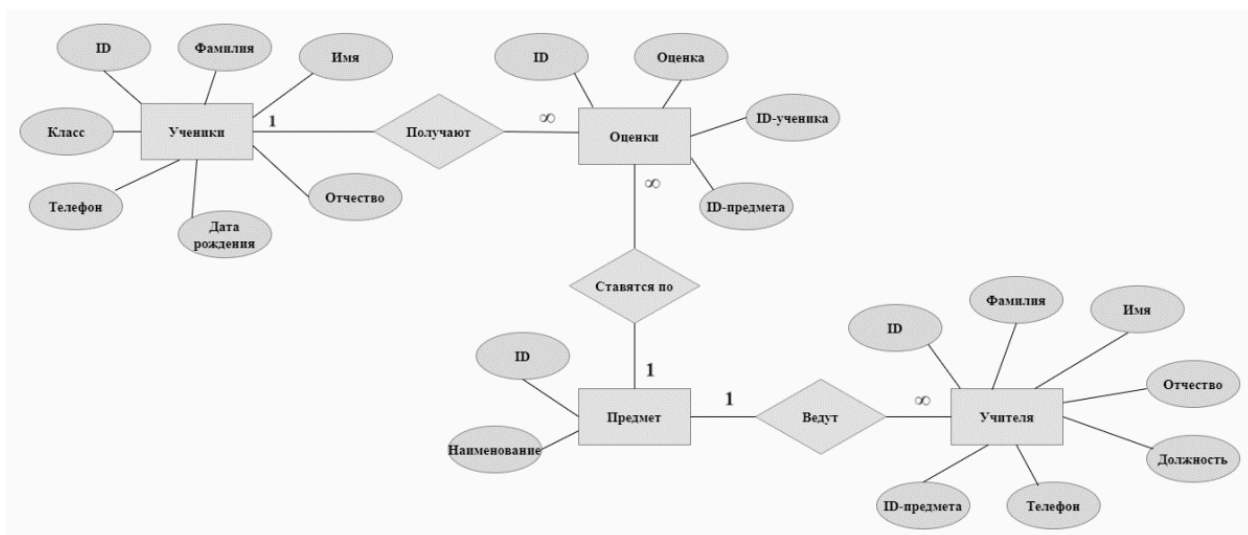 ID
Фамилия
Имя
Класс
Ученики
Телефон
Дата
рождения
Отчество
1
Получают
∞
ID
Оценка
Оценки
ID-ученика
ID-предмета
∞
Ставятся по
1
ID
Наименование
Предмет
1
Ведут
∞
ID
Фамилия
Имя
Отчество
Учителя
Должность
ID-предмета
Телефон